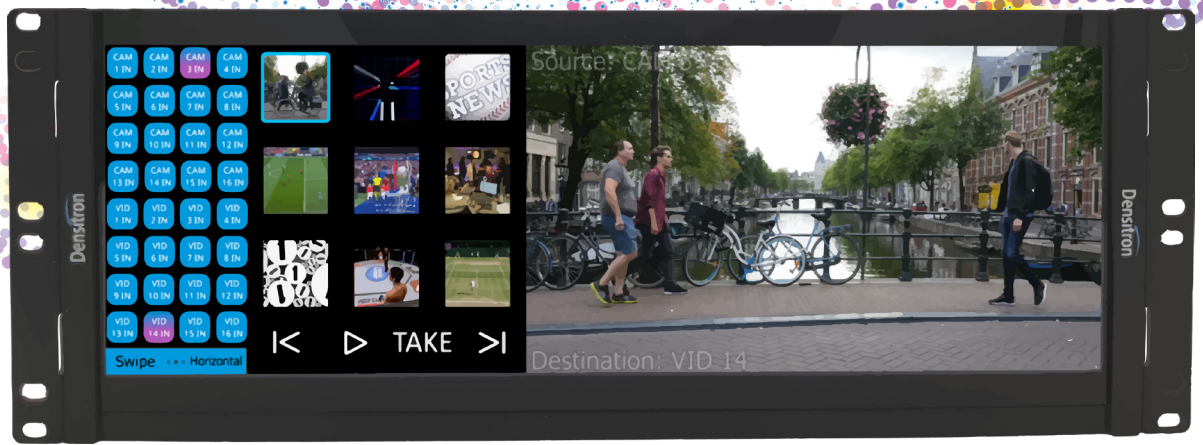 Densitron
CAM 1 IN
CAM 2 IN
CAM 3 IN
CAM 4 IN
CAM 5 IN
CAM 6 IN
CAM 7 IN
CAM 8 IN
CAM 9 IN
CAM 10 IN
CAM 11 IN
CAM 12 IN
CAM 13 IN
CAM 14 IN
CAM 15 IN
CAM 16 IN
VID 1 IN
VID 2 IN
VID 3 IN
VID 4 IN
VID 5 IN
VID 6 IN
VID 7 IN
VID 8 IN
VID 9 IN
VID 10 IN
VID 11 IN
VID 12 IN
VID 13 IN
VID 14 IN
VID 15 IN
VID 16 IN
Swipe Horizontal
SPORTS
NEWS
TAKE
Source: CAM
Destination: VID 14
Densitron